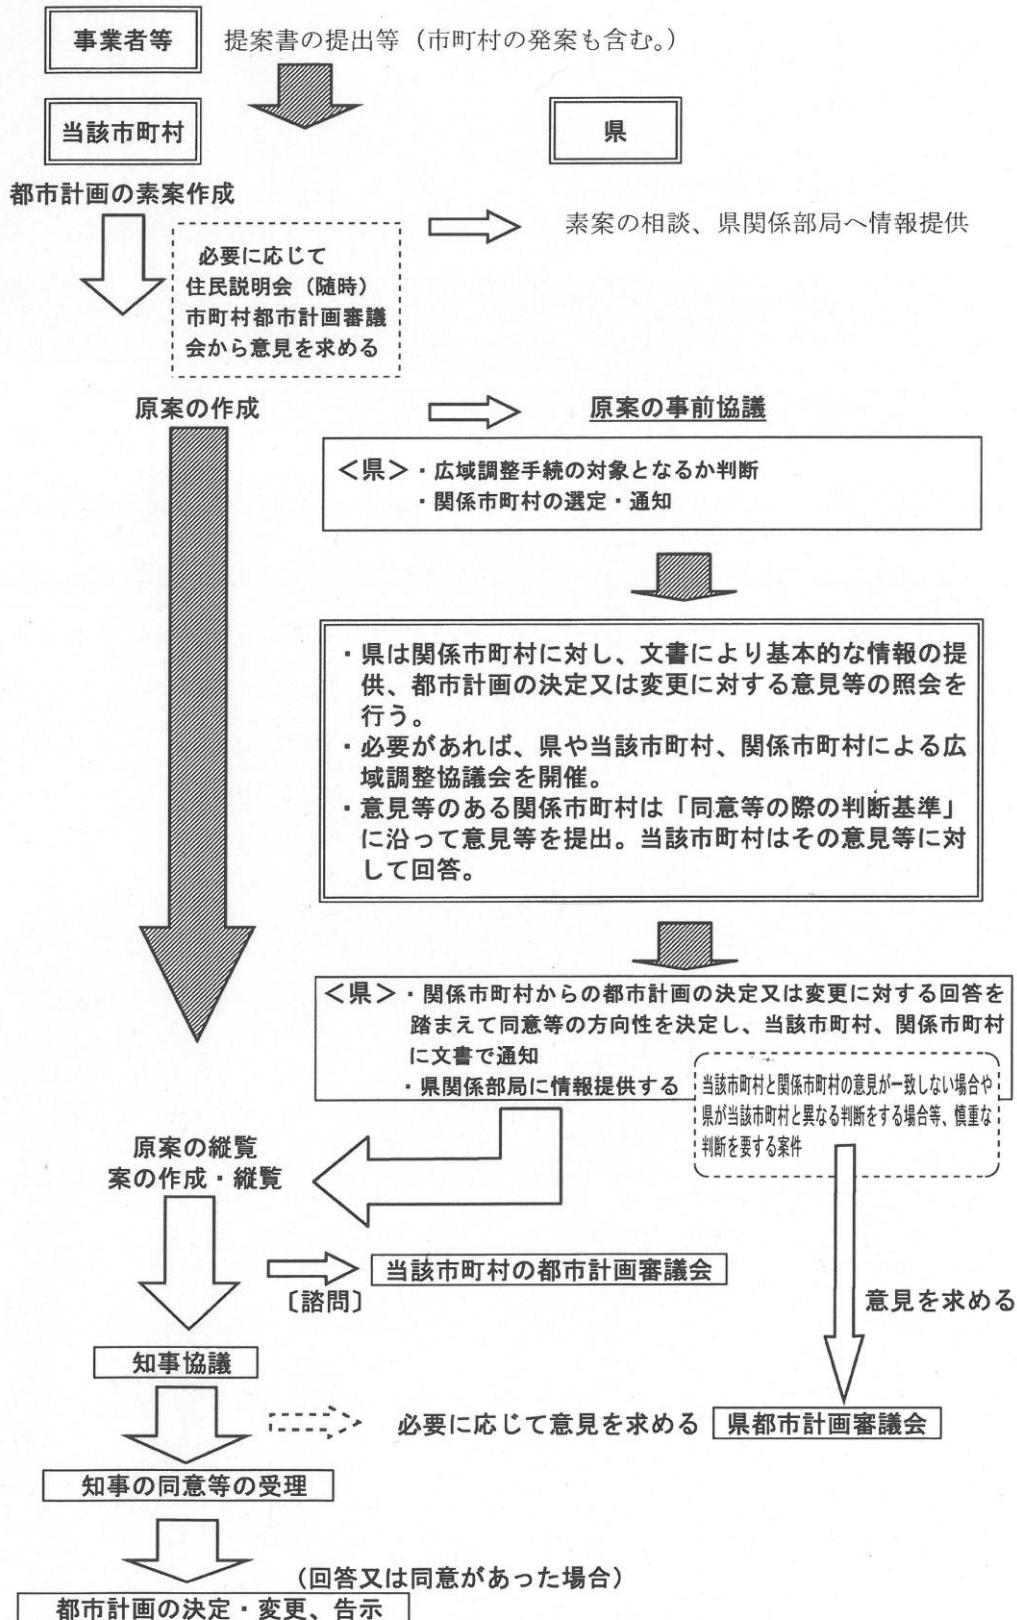 事業者等
提案書の提出等（市町村の発案も含む。）
当該市町村
県
都市計画の素案作成
素案の相談、県関係部局へ情報提供
必要に応じて
住民説明会（随時）
市町村都市計画審議
会から意見を求める
原案の作成
原案の事前協議
＜県＞・広域調整手続の対象となるか判断
・関係市町村の選定・通知
・県は関係市町村に対し、文書により基本的な情報の提
供、都市計画の決定又は変更に対する意見等の照会を
行う。
・必要があれば、県や当該市町村、関係市町村による広
域調整協議会を開催。
・意見等のある関係市町村は「同意等の際の判断基準」
に沿って意見等を提出。当該市町村はその意見等に対
して回答。
＜県＞・関係市町村からの都市計画の決定又は変更に対する回答を
踏まえて同意等の方向性を決定し、当該市町村、関係市町村
に文書で通知
・県関係部局に情報提供する
当該市町村と関係市町村の意見が一致しない場合や
県が当該市町村と異なる判断をする場合等、慎重な
判断を要する案件
原案の縦覧
案の作成・縦覧
当該市町村の都市計画審議会
〔諮問〕
意見を求める
知事協議
必要に応じて意見を求める
県都市計画審議会
知事の同意等の受理
（回答又は同意があった場合）
都市計画の決定・変更、告示